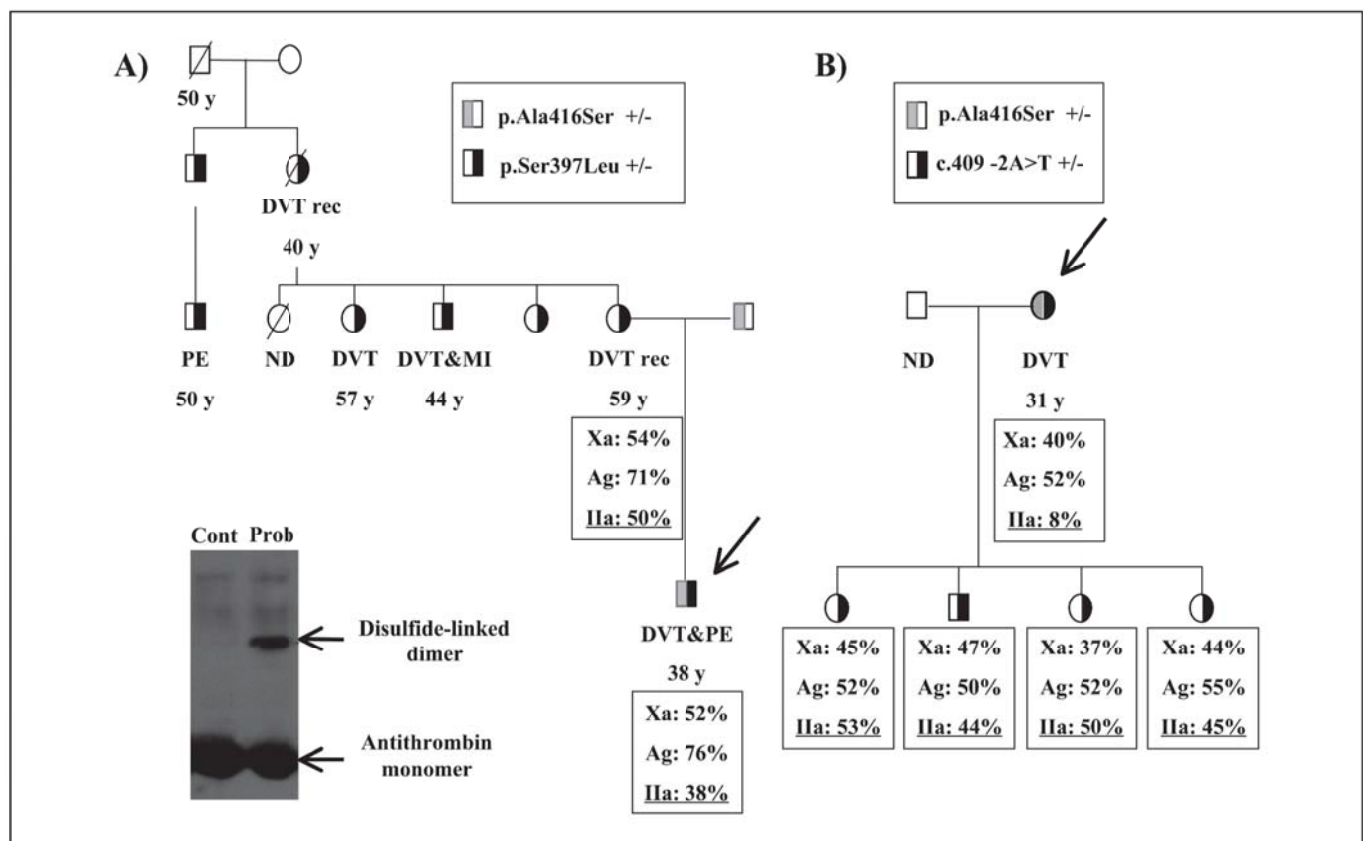 A)
50 y
p.Ala416Ser +/-
p.Ser397Leu +/-
DVT rec
40 y
PE
ND
DVT
DVT&MI
DVT rec
50 y
57 y
44 y
59 y
Xa: 54%
Ag: 71%
IIa: 50%
Cont Prob
Disulfide-linked
dimer
Antithrombin
monomer
DVT&PE
38 y
Xa: 52%
Ag: 76%
IIa: 38%
B)
p.Ala416Ser +/-
c.409 -2A>T +/-
ND
DVT
31 y
Xa: 40%
Ag: 52%
IIa: 8%
Xa: 45%
Ag: 52%
IIa: 53%
Xa: 47%
Ag: 50%
IIa: 44%
Xa: 37%
Ag: 52%
IIa: 50%
Xa: 44%
Ag: 55%
IIa: 45%